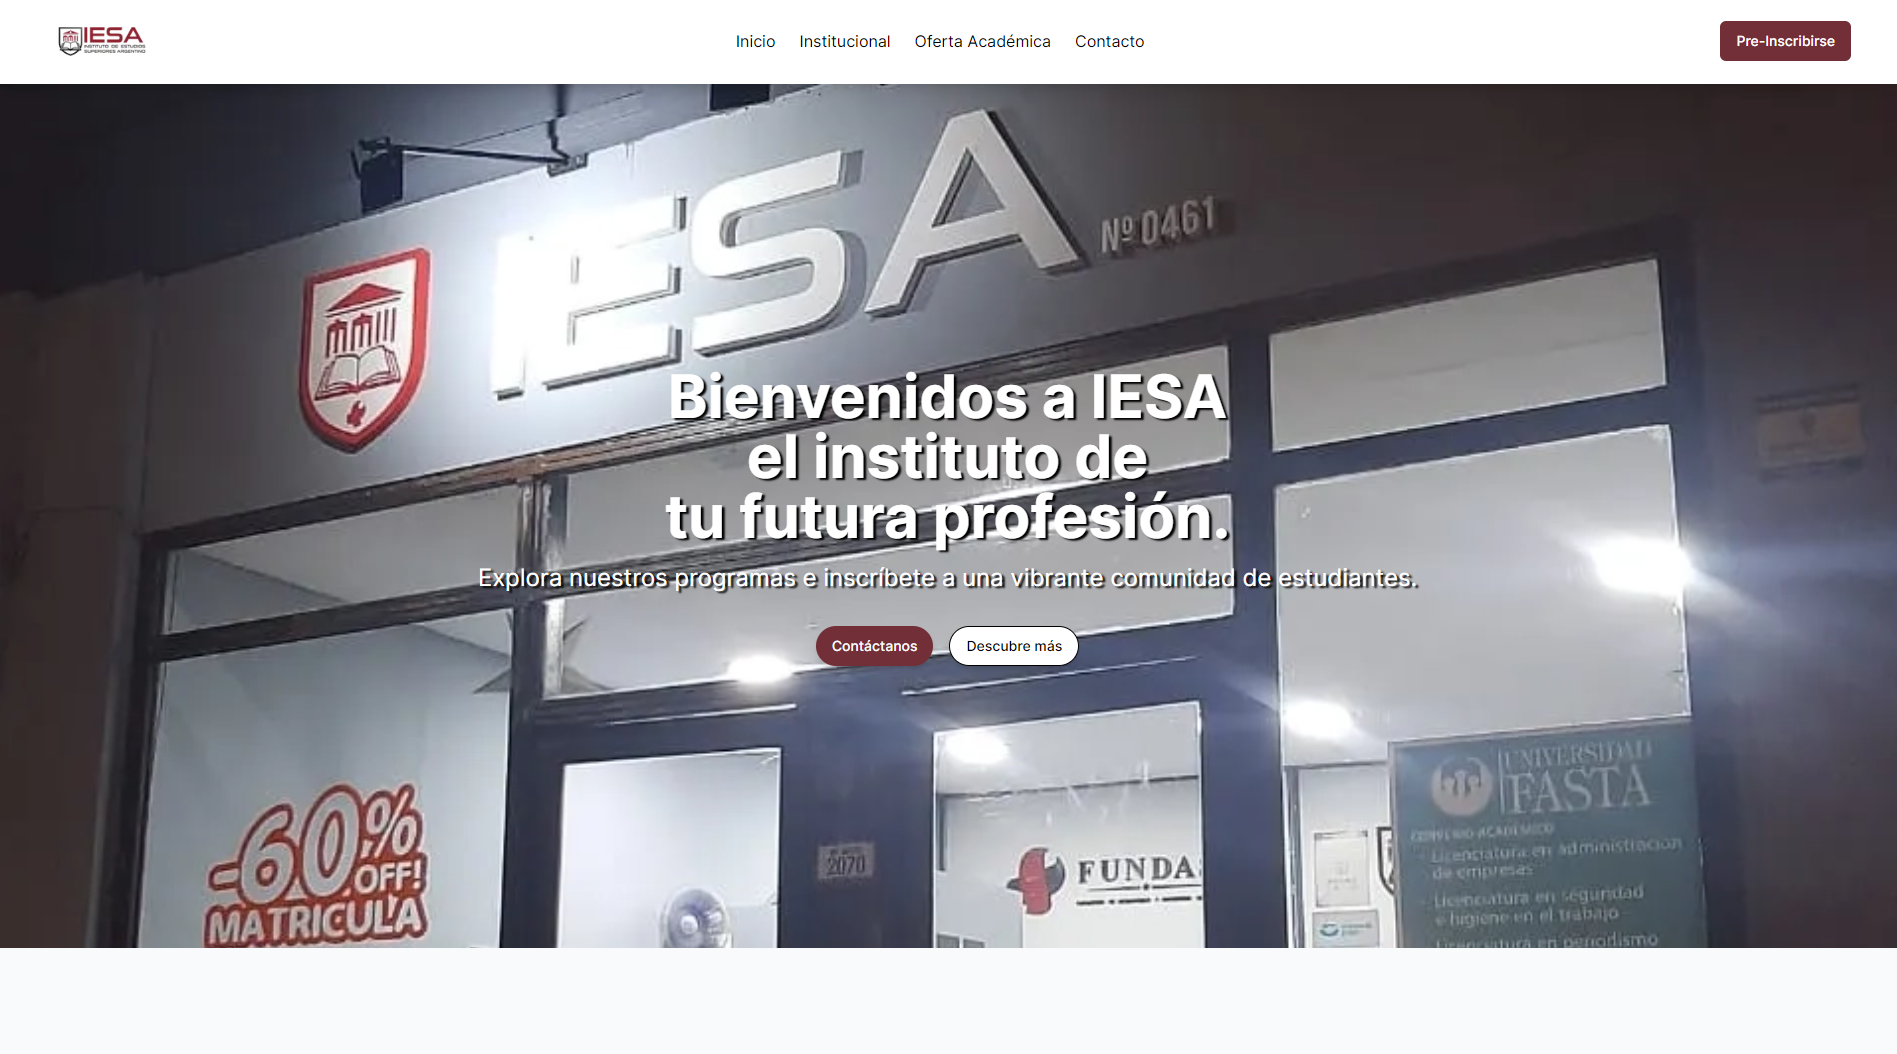 IESA
INSTITUTO DE ESTUDIOS
SUPERIORES ARGENTINO
Inicio
Institucional
Oferta Académica
Contacto
Pre-Inscribirse
IESA
Nº 0461
Bienvenidos a IESA
el instituto de
tu futura profesión.
Explora nuestros programas e inscríbete a una vibrante comunidad de estudiantes.
Contáctanos
Descubre más
-60%
OFF!
MATRICULA
2070
FUNDA
UNIVERSIDAD
FASTA
CONVENIO ACADÉMICO
Licenciatura en administración
de empresas
Licenciatura en seguridad
e higiene en el trabajo
Licenciatura en periodismo